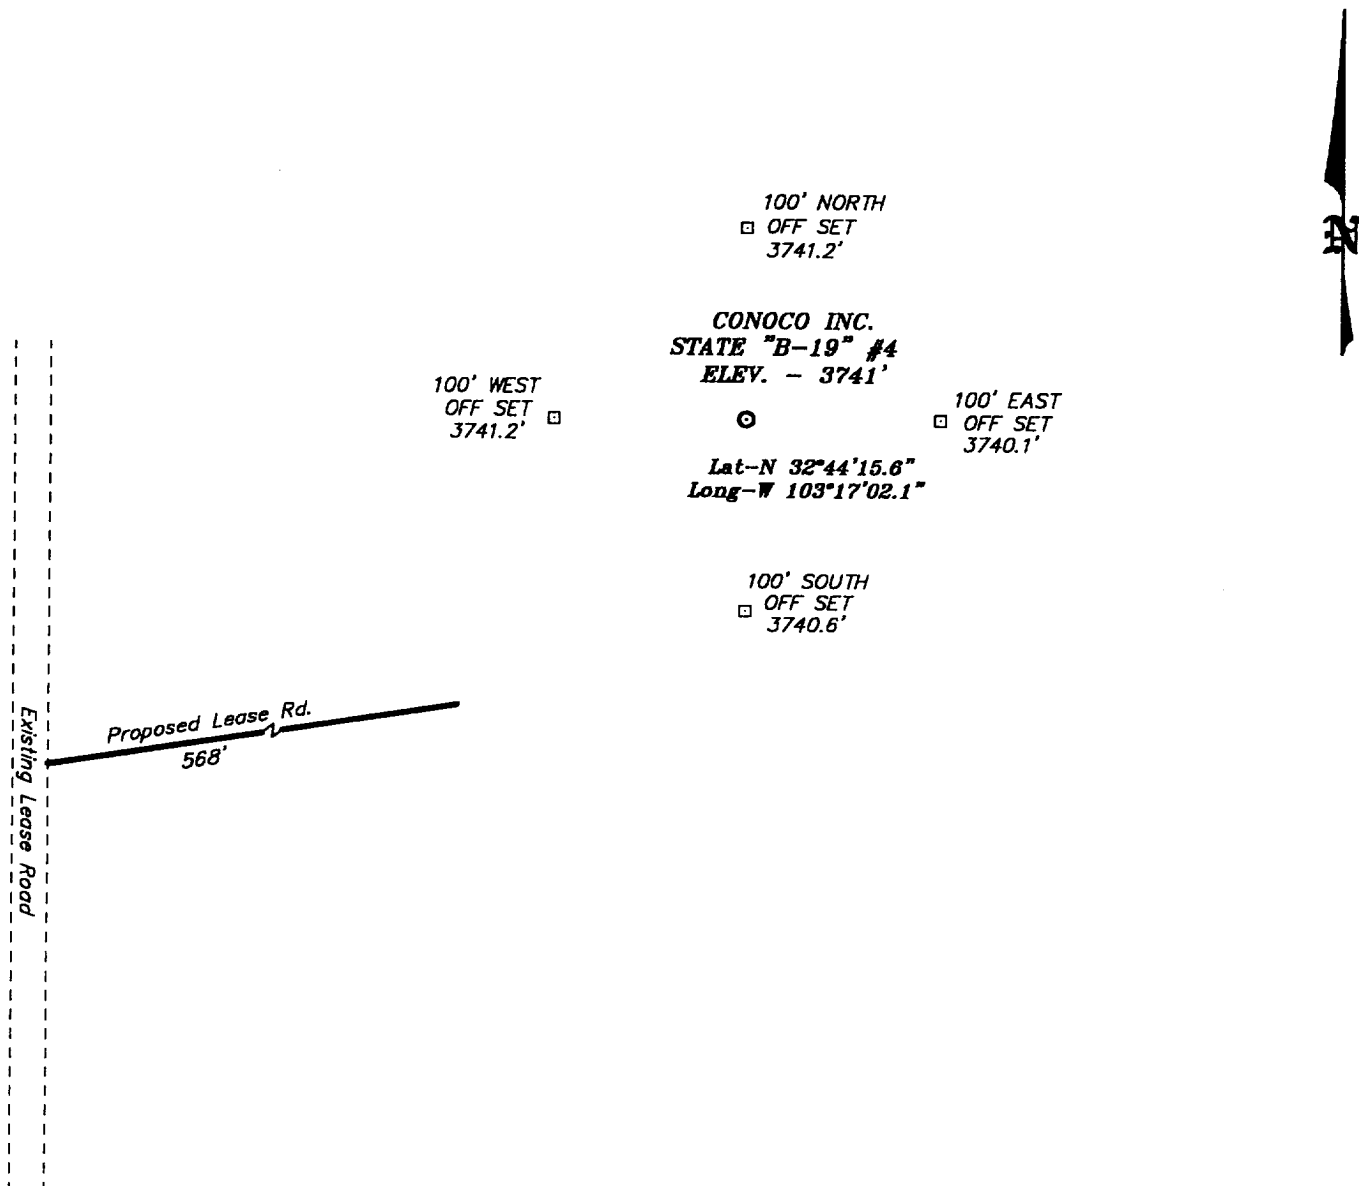 100' NORTH
OFF SET
3741.2'
N
CONOCO INC.
STATE "B-19" #4
ELEV. - 3741'
100' WEST
OFF SET
3741.2'
100' EAST
OFF SET
3740.1'
Lat-N 32°44'15.6"
Long-W 103°17'02.1"
100' SOUTH
OFF SET
3740.6'
Proposed Lease Rd.
568'
Existing Lease Road